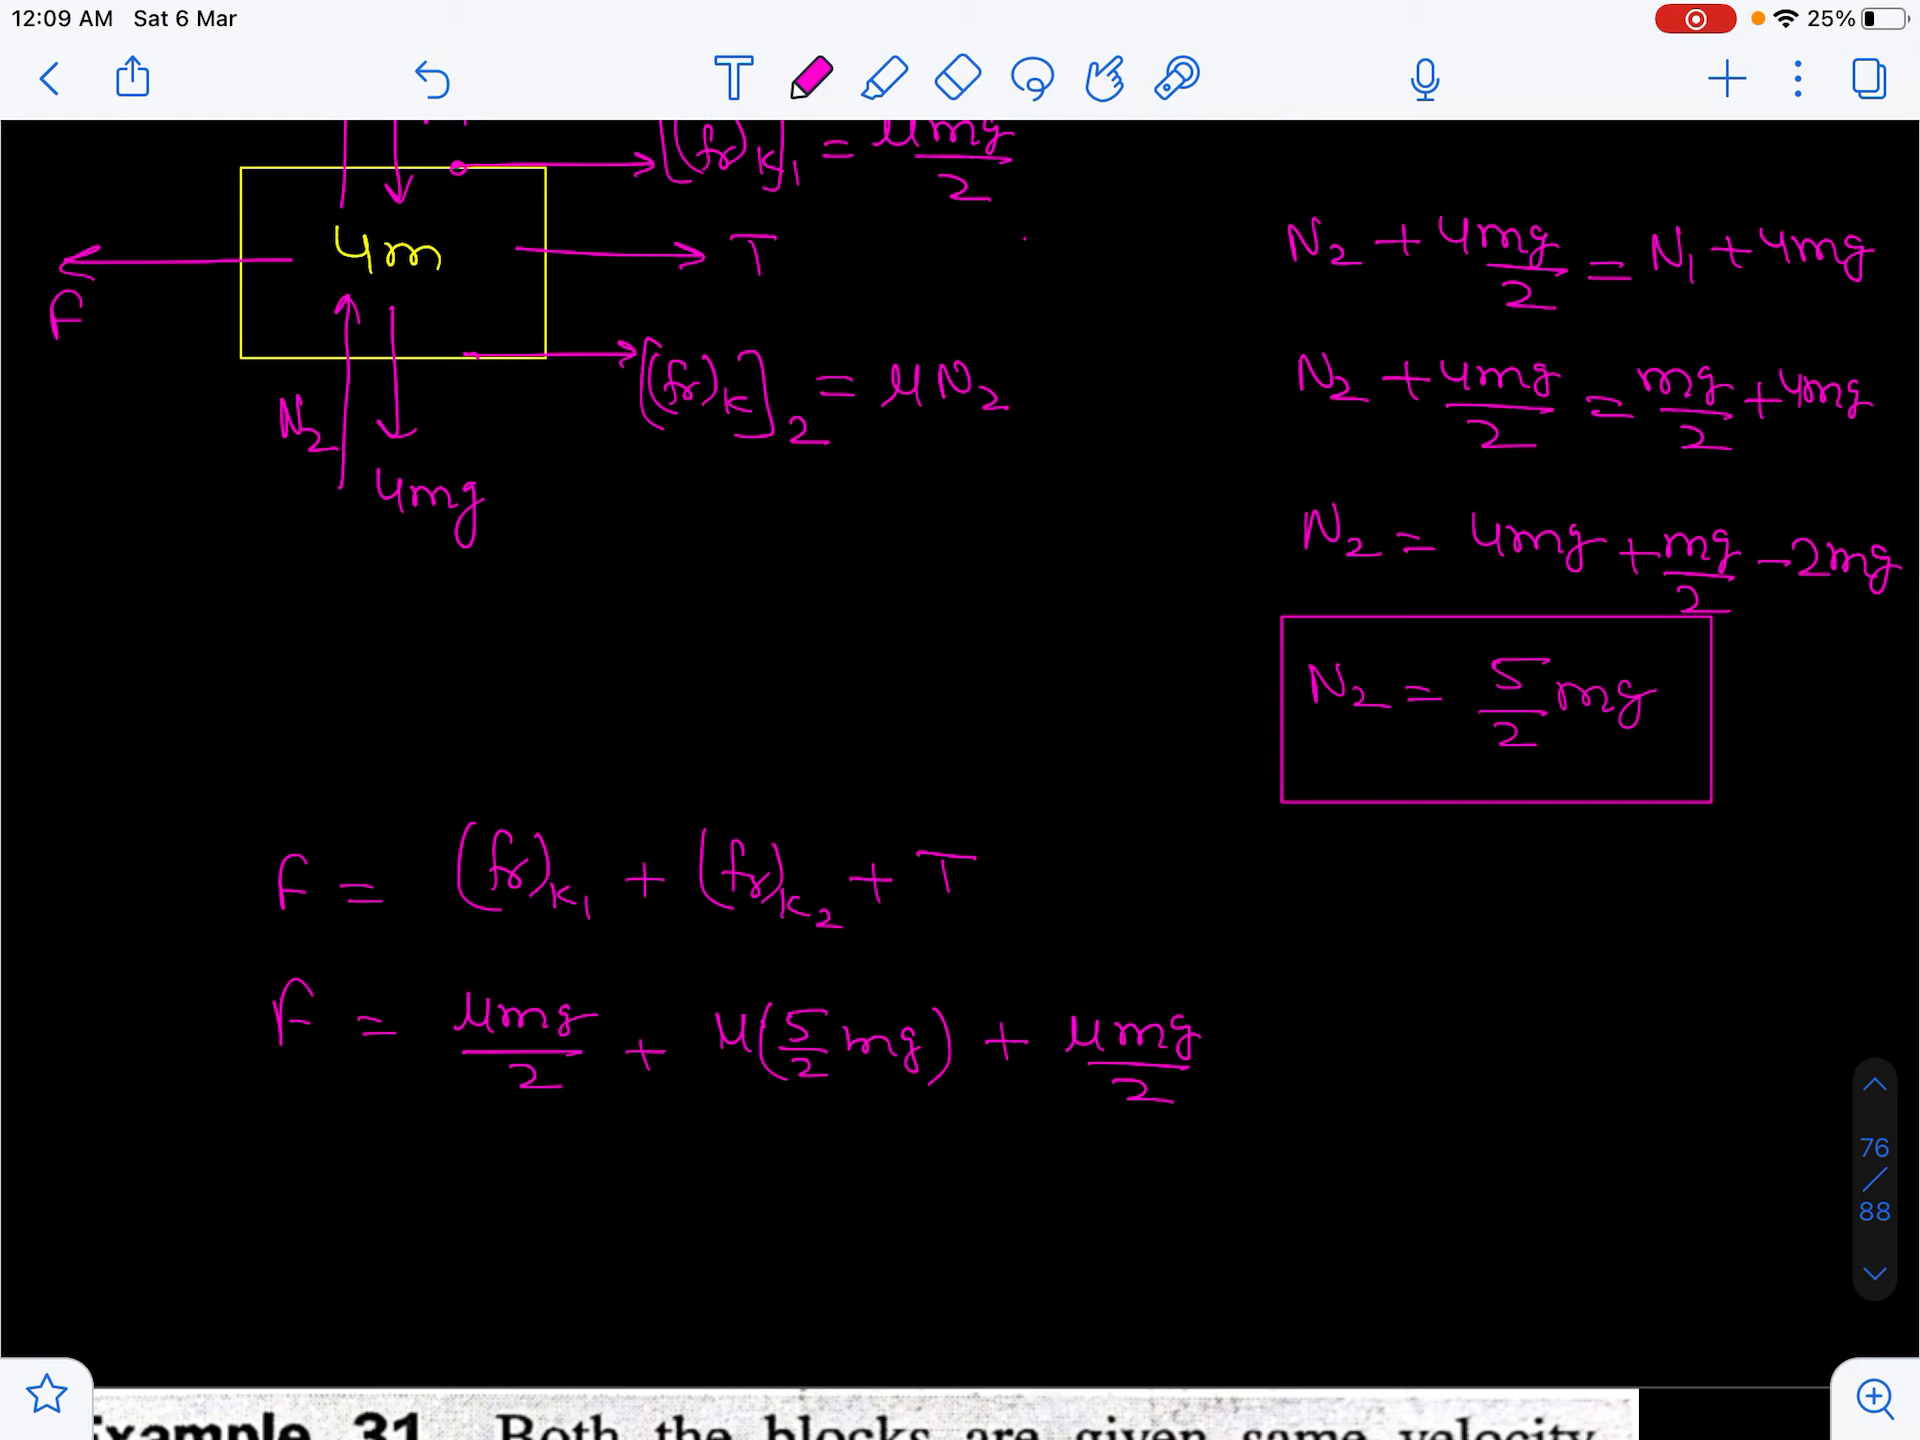 12:09 AM Sat 6 Mar
25%
[(fr)k]1 = μmg/2
4m
T
F
[(fr)k]2 = μN2
N2
4mg
N2 + 4mg/2 = N1 + 4mg
N2 + 4mg/2 = mg/2 + 4mg
N2 = 4mg + mg/2 - 2mg
N2 = 5/2 mg
F = (fr)k1 + (fr)k2 + T
F = μmg/2 + μ(5/2 mg) + μmg/2
76
/
88
Example 31 Both the blocks are given same velocity